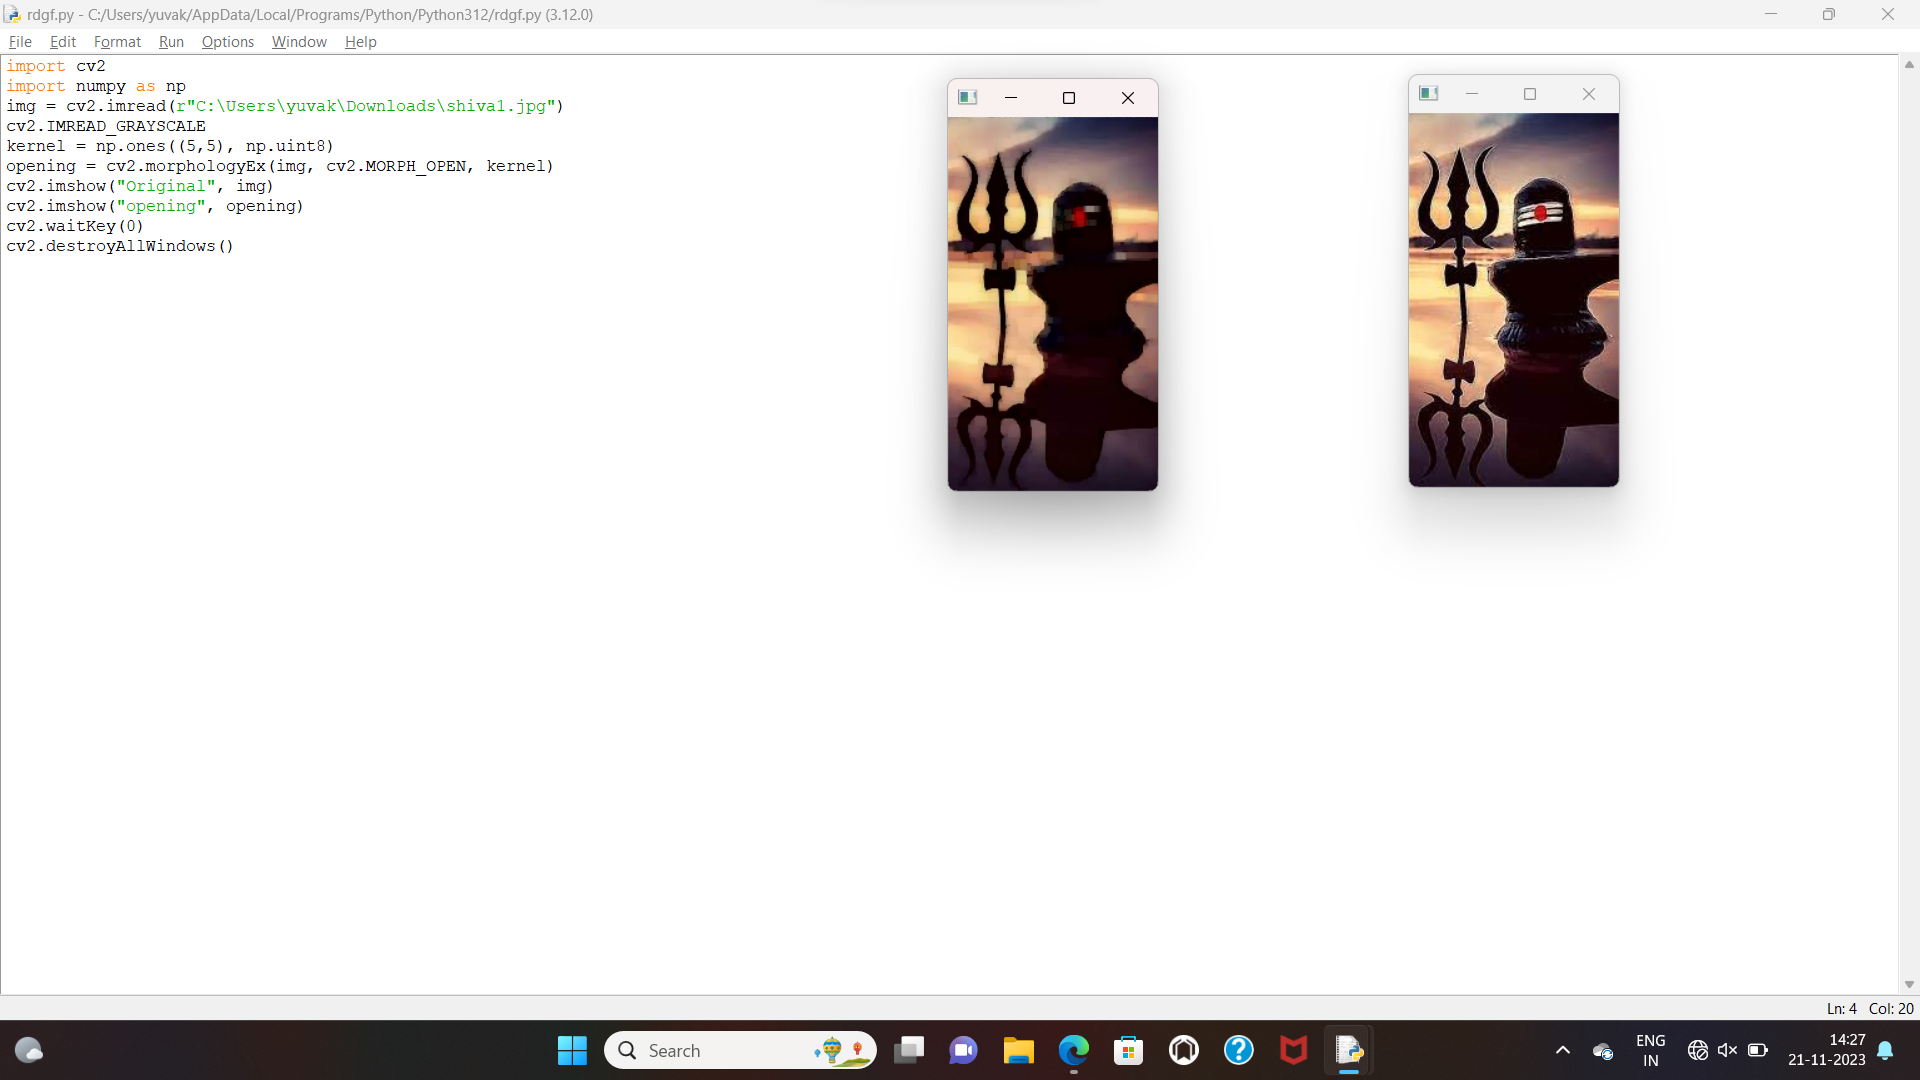 rdgf.py - C:/Users/yuvak/AppData/Local/Programs/Python/Python312/rdgf.py (3.12.0)
File Edit Format Run Options Window Help
import cv2
import numpy as np
img = cv2.imread(r"C:\Users\yuvak\Downloads\shiva1.jpg")
cv2.IMREAD_GRAYSCALE
kernel = np.ones((5,5), np.uint8)
opening = cv2.morphologyEx(img, cv2.MORPH_OPEN, kernel)
cv2.imshow("Original", img)
cv2.imshow("opening", opening)
cv2.waitKey(0)
cv2.destroyAllWindows()
Ln: 4 Col: 20
Search
ENG
IN
14:27
21-11-2023